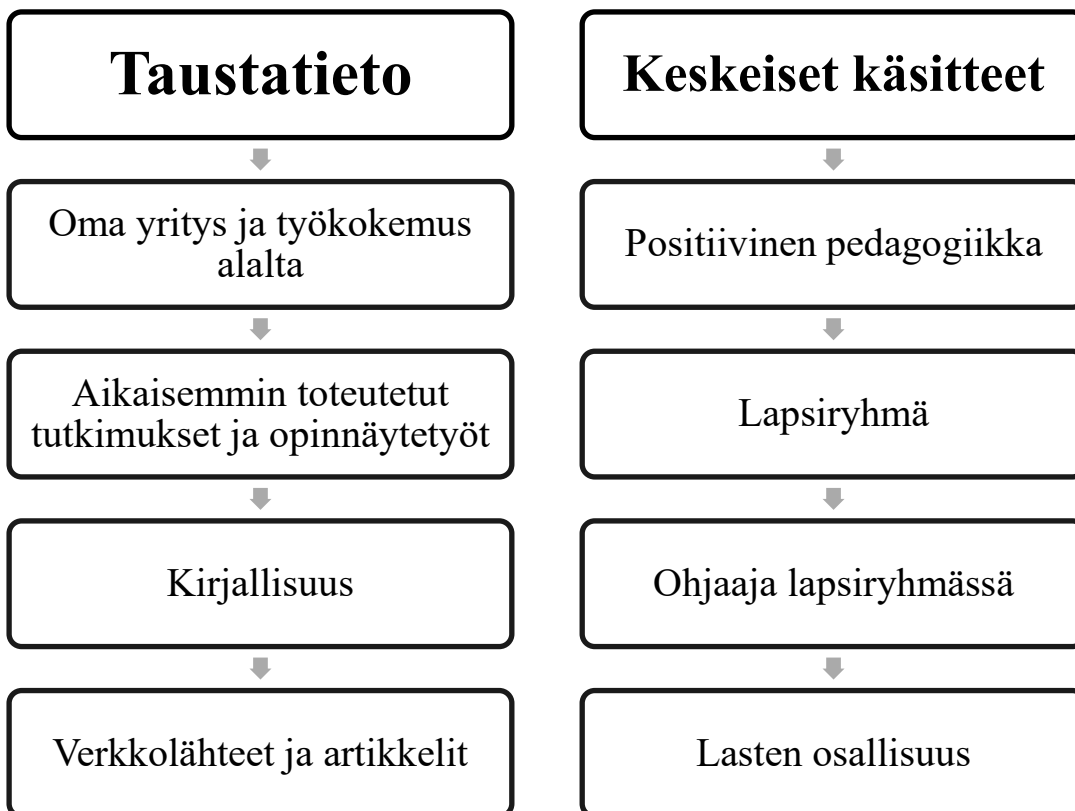 Taustatieto
Oma yritys ja työkokemus
alalta
Aikaisemmin toteutetut
tutkimukset ja opinnäytetyöt
Kirjallisuus
Verkkolähteet ja artikkelit
Keskeiset käsitteet
Positiivinen pedagogiikka
Lapsiryhmä
Ohjaaja lapsiryhmässä
Lasten osallisuus